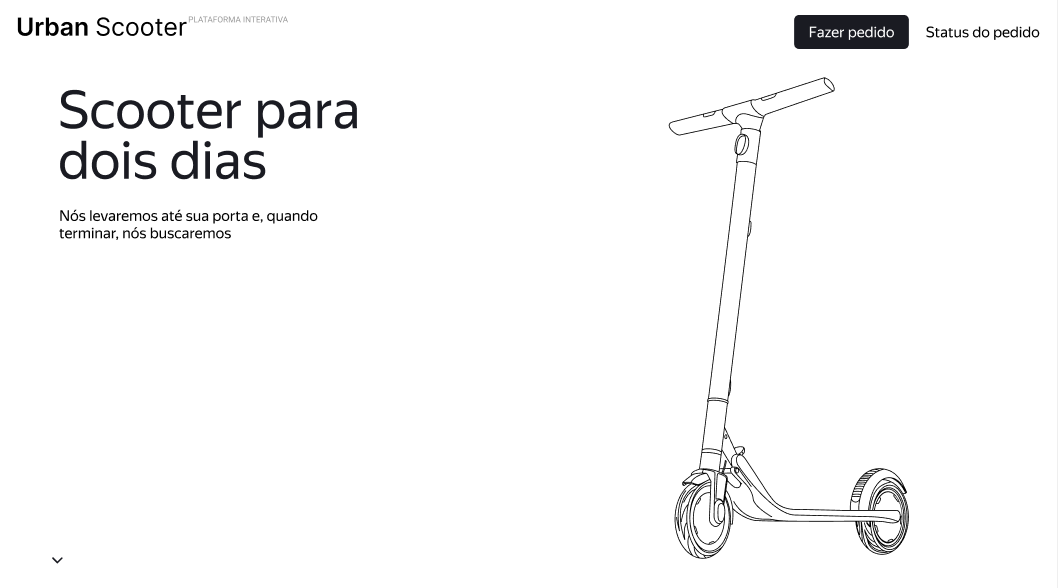 Urban Scooter PLATAFORMA INTERATIVA
Fazer pedido
Status do pedido
Scooter para
dois dias
Nós levaremos até sua porta e, quando
terminar, nós buscaremos